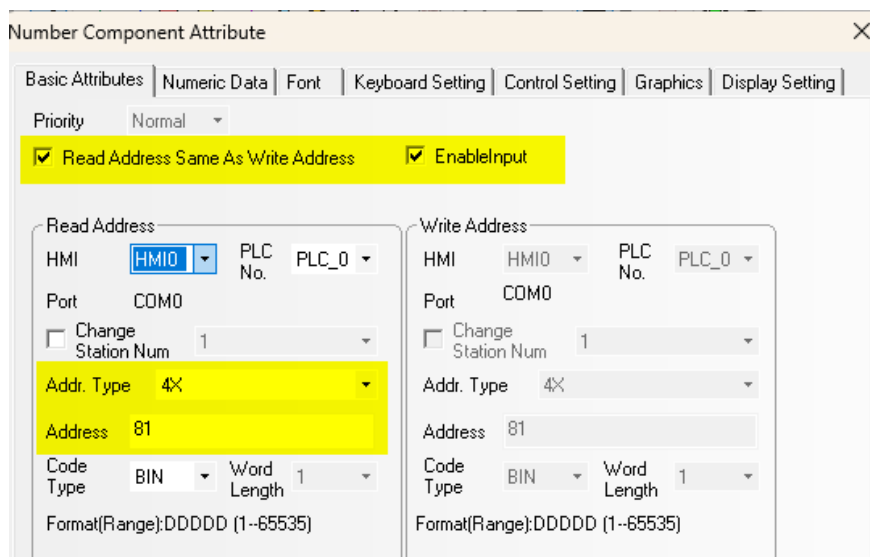 Number Component Attribute
Basic Attributes Numeric Data Font Keyboard Setting Control Setting Graphics Display Setting
Priority Normal
Read Address Same As Write Address EnableInput
Read Address
HMI HMI0 PLC No. PLC_0
Port COM0
Change Station Num 1
Addr. Type 4X
Address 81
Code Type BIN Word Length 1
Format(Range):DDDDD (1--65535)
Write Address
HMI HMI0 PLC No. PLC_0
Port COM0
Change Station Num 1
Addr. Type 4X
Address 81
Code Type BIN Word Length 1
Format(Range):DDDDD (1--65535)